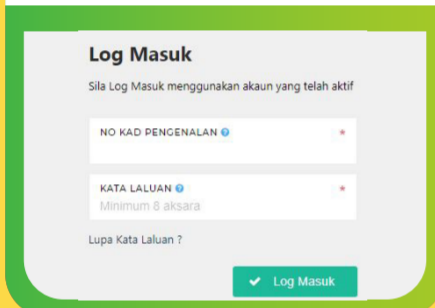 Log Masuk
Sila Log Masuk menggunakan akaun yang telah aktif
NO KAD PENGENALAN ? *
KATA LALUAN ? *
Minimum 8 aksara
Lupa Kata Laluan ?
✔ Log Masuk